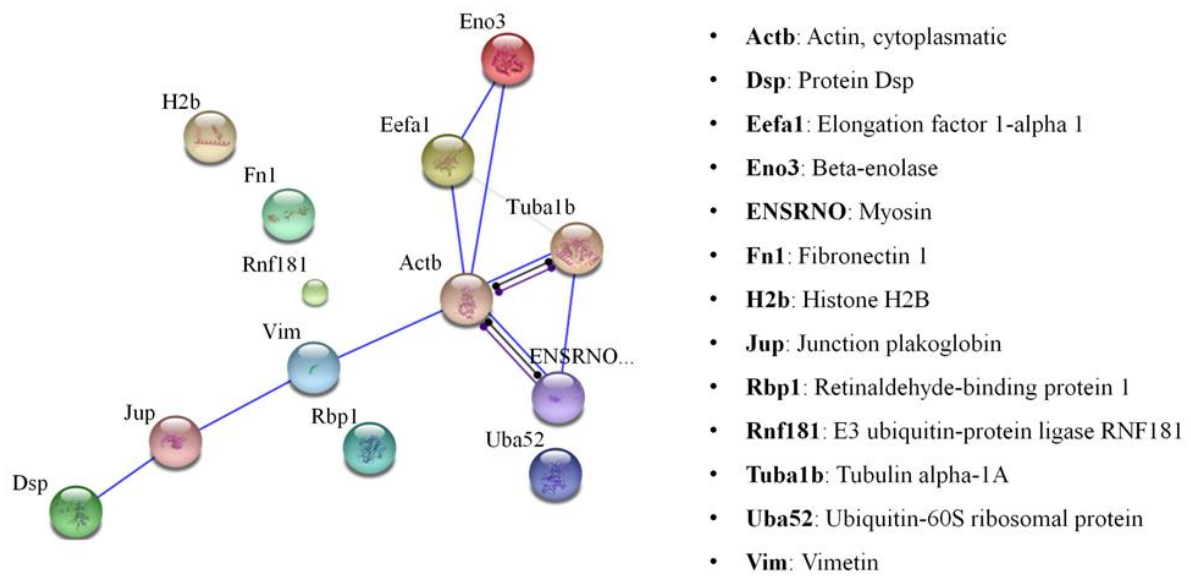 Eno3
H2b
Eefa1
Fn1
Tuba1b
Rnf181
Actb
Vim
ENSRNO...
Jup
Rbp1
Uba52
Dsp
• Actb: Actin, cytoplasmatic
• Dsp: Protein Dsp
• Eefa1: Elongation factor 1-alpha 1
• Eno3: Beta-enolase
• ENSRNO: Myosin
• Fn1: Fibronectin 1
• H2b: Histone H2B
• Jup: Junction plakoglobin
• Rbp1: Retinaldehyde-binding protein 1
• Rnf181: E3 ubiquitin-protein ligase RNF181
• Tuba1b: Tubulin alpha-1A
• Uba52: Ubiquitin-60S ribosomal protein
• Vim: Vimetin